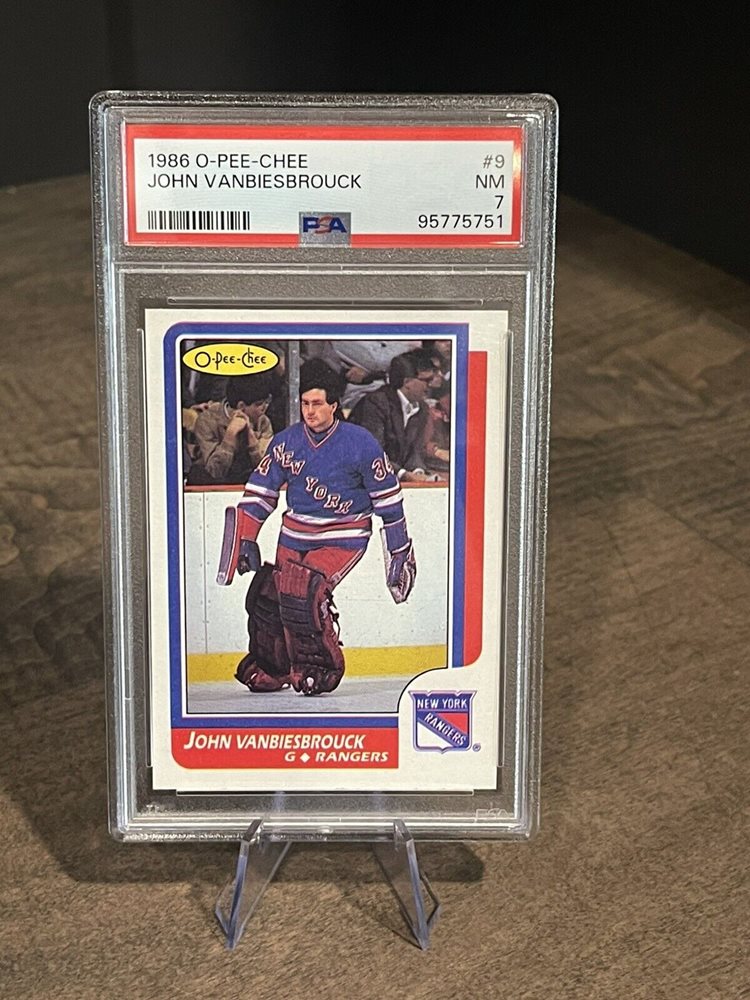 1986 O-PEE-CHEE #9
JOHN VANBIESBROUCK NM
7
PSA 95775751
O-Pee-Chee
34 NEW YORK 34
NEW YORK
RANGERS
®
JOHN VANBIESBROUCK
G ◆ RANGERS
PSA